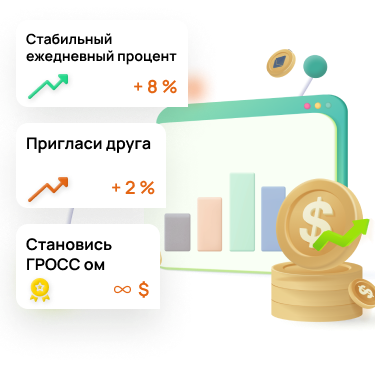 Стабильный
ежедневный процент
+ 8 %
Пригласи друга
+ 2 %
Становись
ГРОСС ом
∞ $